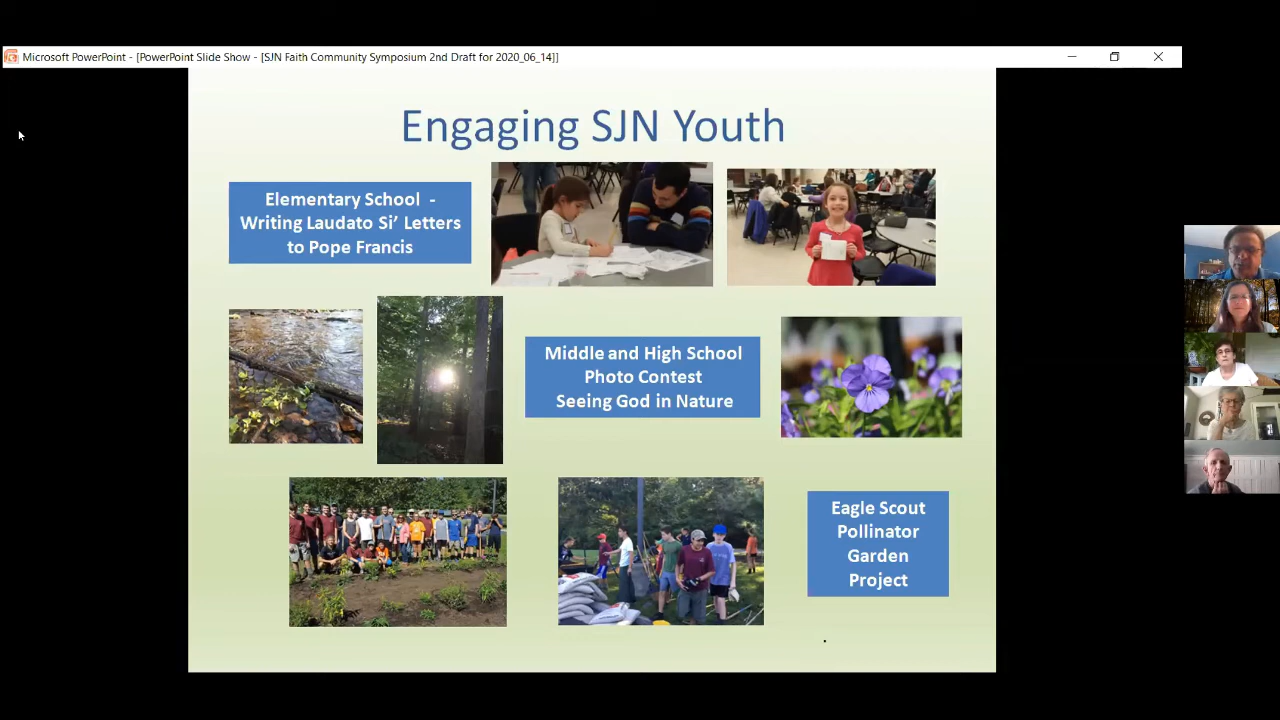 Microsoft PowerPoint - [PowerPoint Slide Show - [SJN Faith Community Symposium 2nd Draft for 2020_06_14]]
Engaging SJN Youth
Elementary School -
Writing Laudato Si’ Letters
to Pope Francis
Middle and High School
Photo Contest
Seeing God in Nature
Eagle Scout
Pollinator
Garden
Project